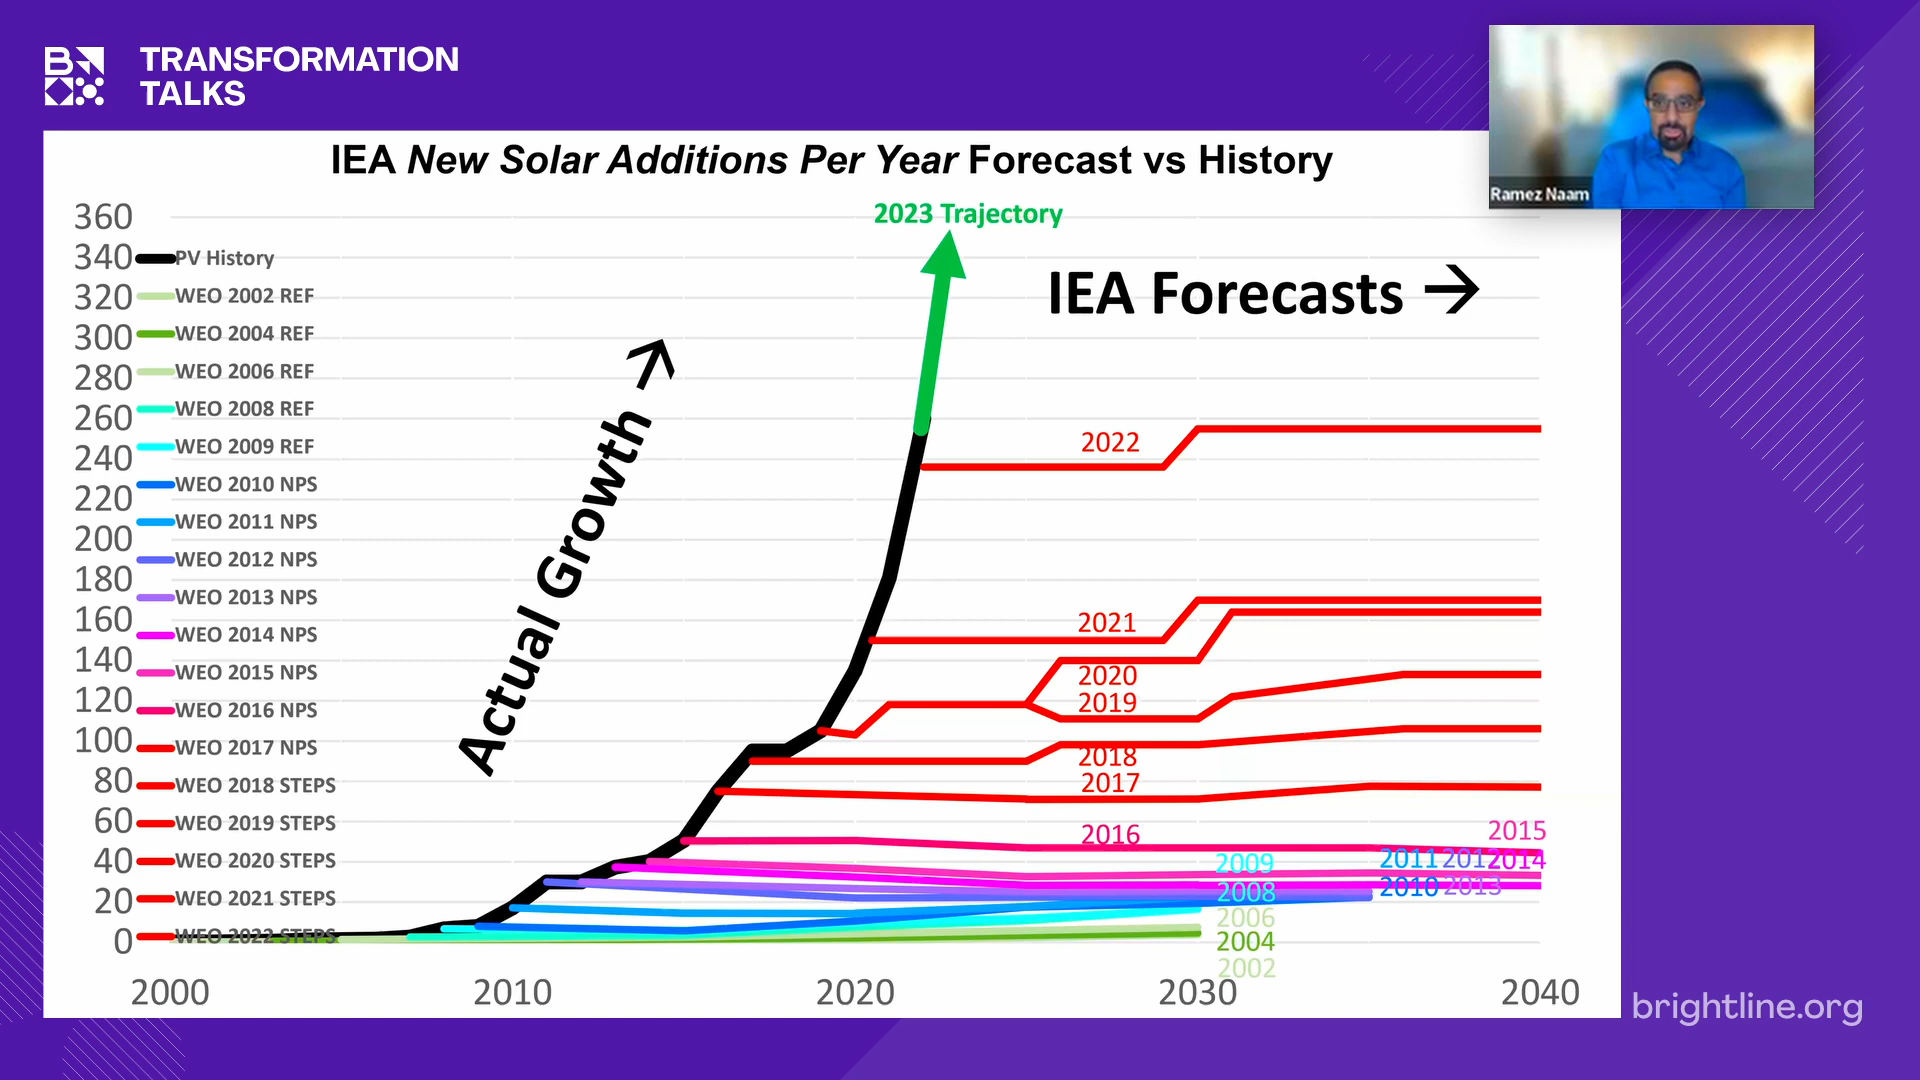 B
TRANSFORMATION
TALKS
Ramez Naam
IEA New Solar Additions Per Year Forecast vs History
2023 Trajectory
IEA Forecasts →
Actual Growth →
360
340
320
300
280
260
240
220
200
180
160
140
120
100
80
60
40
20
0
PV History
WEO 2002 REF
WEO 2004 REF
WEO 2006 REF
WEO 2008 REF
WEO 2009 REF
WEO 2010 NPS
WEO 2011 NPS
WEO 2012 NPS
WEO 2013 NPS
WEO 2014 NPS
WEO 2015 NPS
WEO 2016 NPS
WEO 2017 NPS
WEO 2018 STEPS
WEO 2019 STEPS
WEO 2020 STEPS
WEO 2021 STEPS
WEO 2022 STEPS
2022
2021
2020
2019
2018
2017
2016
2015
2009
2011 2012 2014
2008
2010 2013
2006
2004
2002
2000 2010 2020 2030 2040
brightline.org